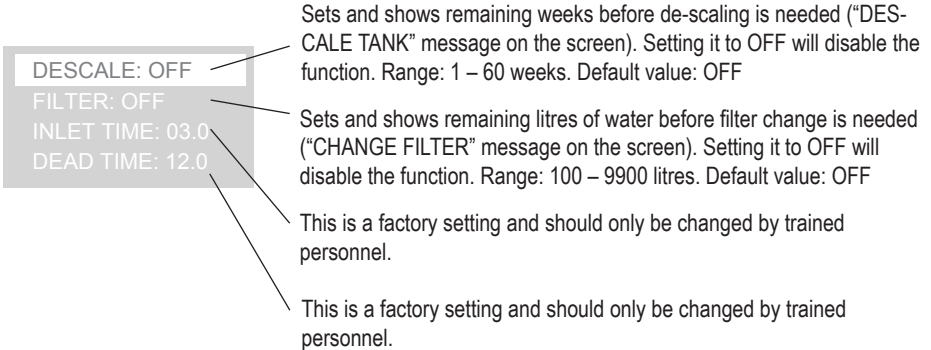 Sets and shows remaining weeks before de-scaling is needed (“DES-
CALE TANK” message on the screen). Setting it to OFF will disable the
function. Range: 1 – 60 weeks. Default value: OFF
DESCALE: OFF
FILTER: OFF
INLET TIME: 03.0
DEAD TIME: 12.0
Sets and shows remaining litres of water before filter change is needed
(“CHANGE FILTER” message on the screen). Setting it to OFF will
disable the function. Range: 100 – 9900 litres. Default value: OFF
This is a factory setting and should only be changed by trained
personnel.
This is a factory setting and should only be changed by trained
personnel.